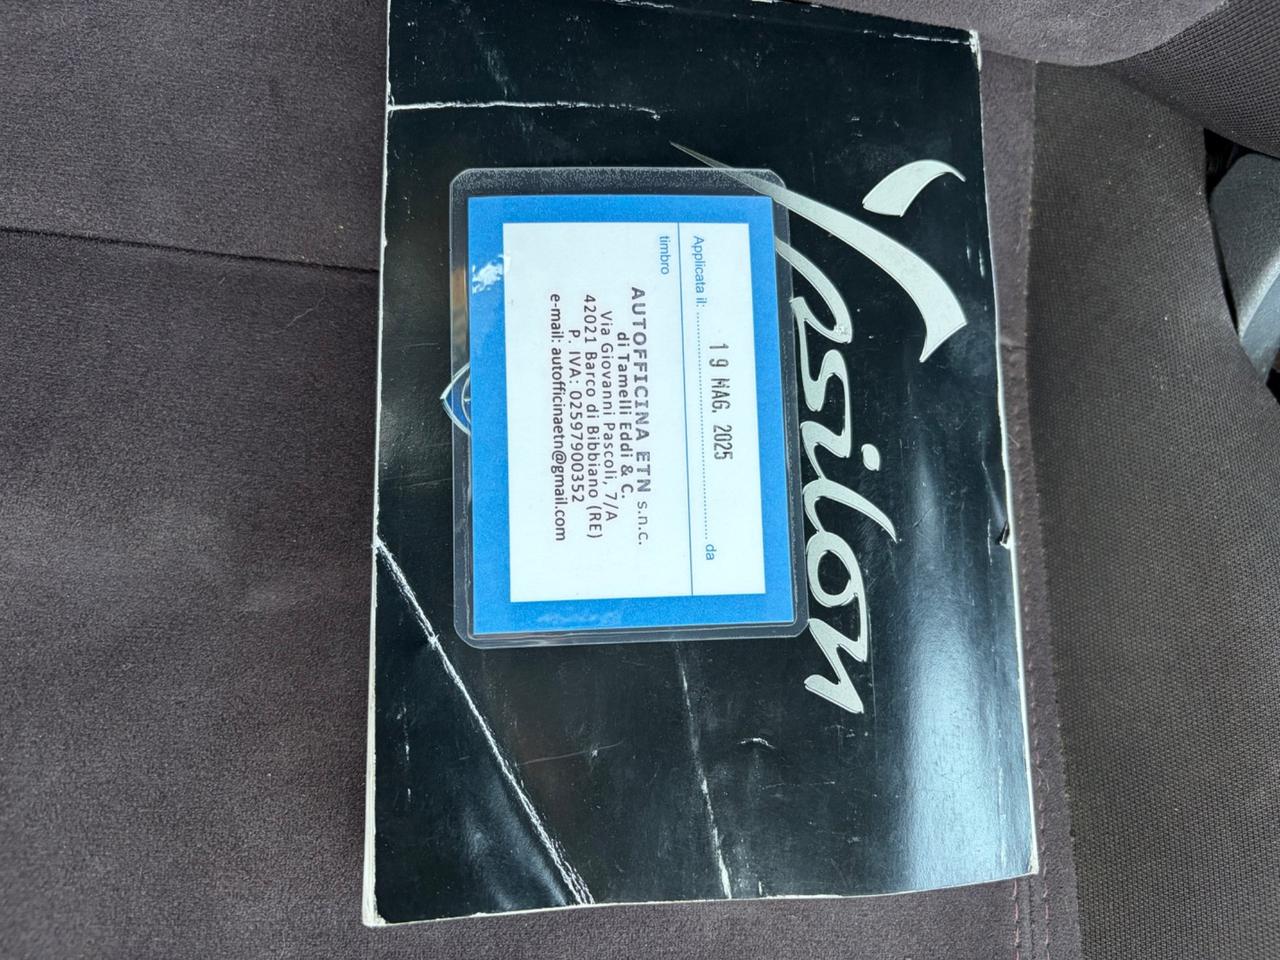 Ypsilon
Applicata il: ........................................ da
19 MAG. 2025
timbro
AUTOFFICINA ETN s.n.c.
di Tamelli Eddi & C.
Via Giovanni Pascoli, 7/A
42021 Barco di Bibbiano (RE)
P. IVA: 02597900352
e-mail: autofficinaetn@gmail.com